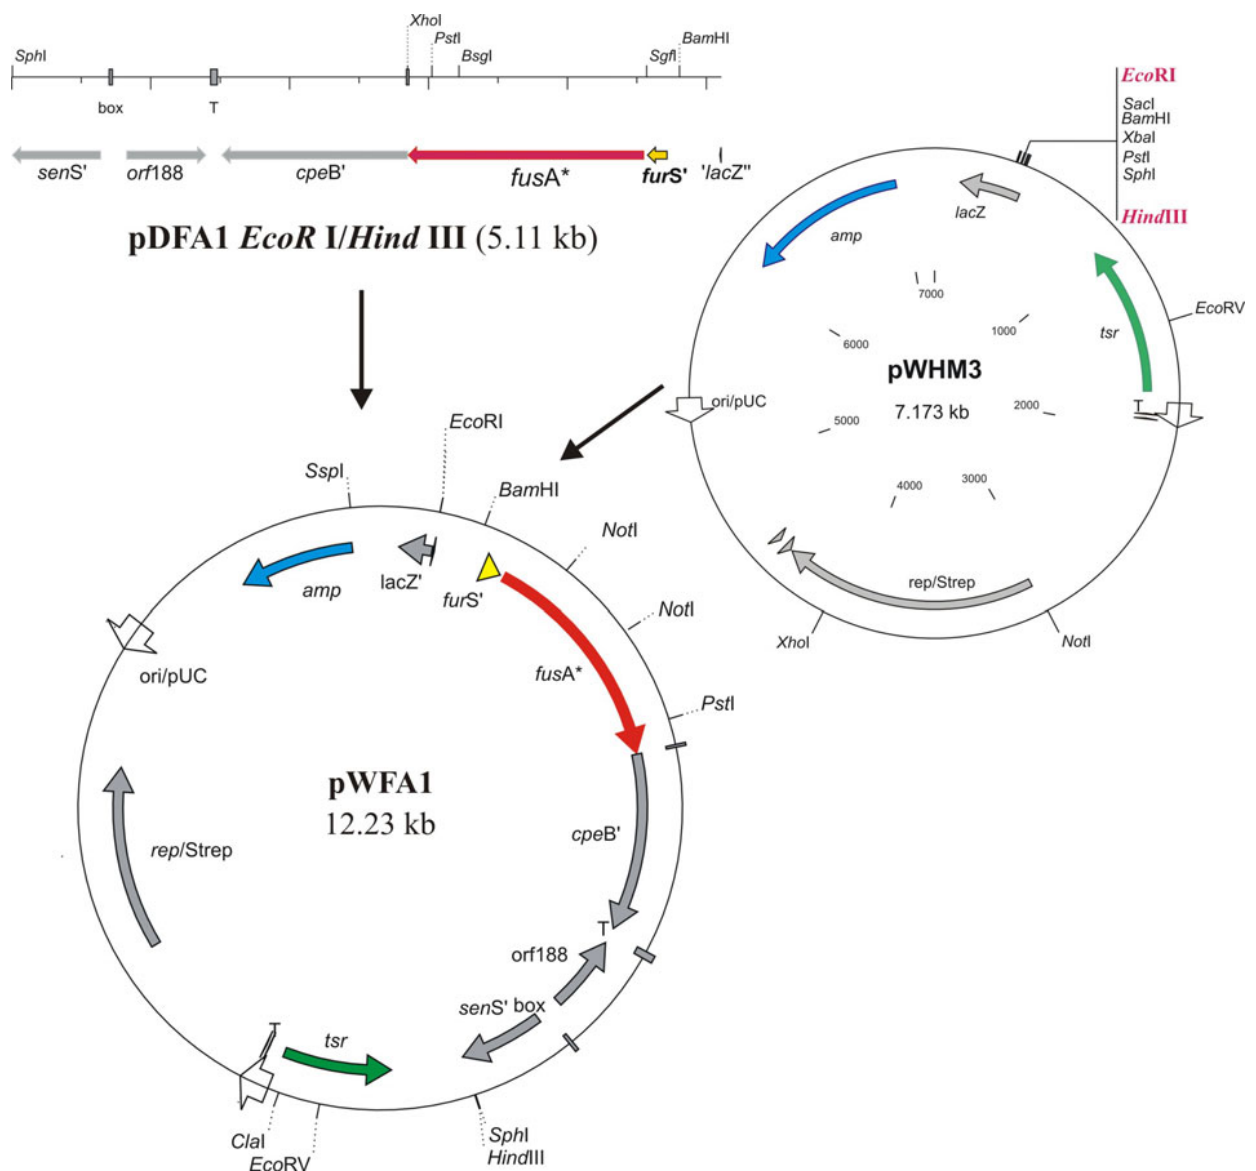 XhoI
SphI
PstI
BsgI
SgfI
BamHI
box
T
senS'
orf188
cpeB'
fusA*
furS'
'lacZ''
pDFA1 EcoR I/Hind III (5.11 kb)
EcoRI
SacI
BamHI
XbaI
PstI
SphI
HindIII
lacZ
amp
tsr
EcoRV
7000
1000
6000
pWHM3
7.173 kb
2000
5000
4000
3000
ori/pUC
T
rep/Strep
XhoI
NotI
EcoRI
SspI
BamHI
NotI
NotI
amp
lacZ'
furS'
fusA*
PstI
ori/pUC
pWFA1
12.23 kb
cpeB'
rep/Strep
T
orf188
senS' box
T
tsr
ClaI
EcoRV
SphI
HindIII